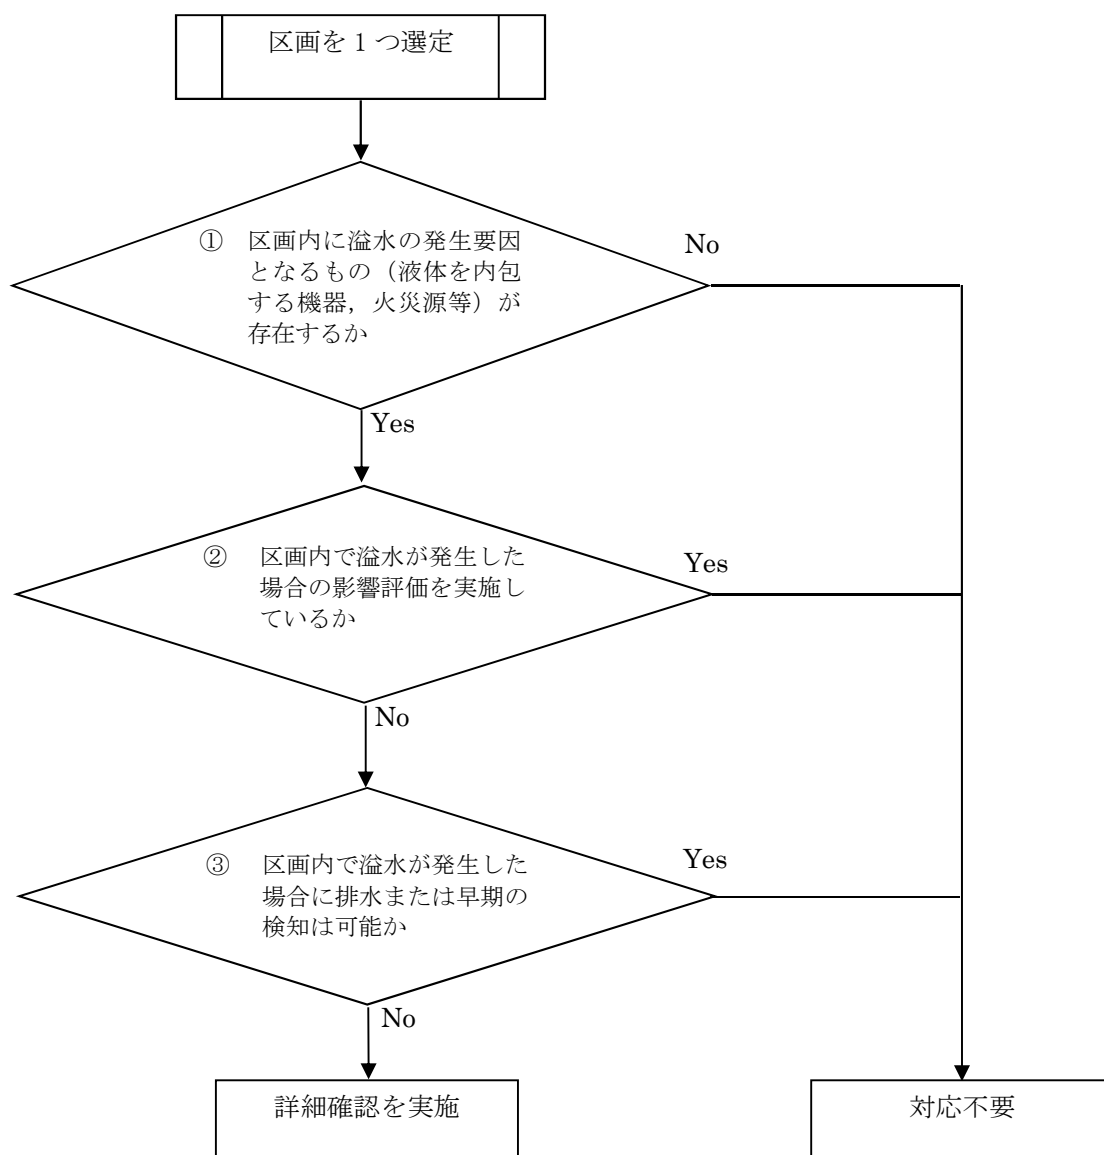 区画を1つ選定
① 区画内に溢水の発生要因
となるもの（液体を内包
する機器，火災源等）が
存在するか
No
Yes
② 区画内で溢水が発生した
場合の影響評価を実施し
ているか
Yes
No
③ 区画内で溢水が発生した
場合に排水または早期の
検知は可能か
Yes
No
詳細確認を実施
対応不要